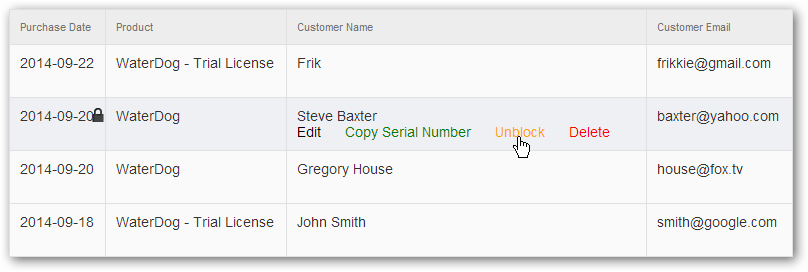 Purchase Date Product Customer Name Customer Email
2014-09-22 WaterDog - Trial License Frik frikkie@gmail.com
2014-09-20 WaterDog Steve Baxter baxter@yahoo.com
Edit Copy Serial Number Unblock Delete
2014-09-20 WaterDog Gregory House house@fox.tv
2014-09-18 WaterDog - Trial License John Smith smith@google.com